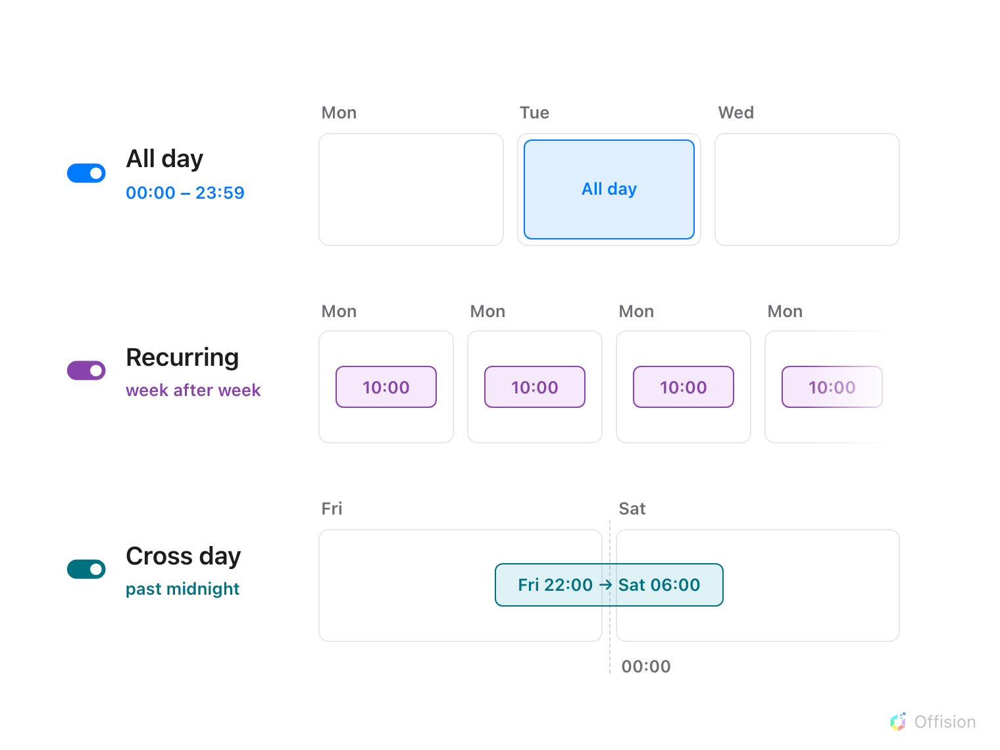 Mon Tue Wed
All day
00:00 – 23:59
All day
Mon Mon Mon Mon
Recurring
week after week
10:00 10:00 10:00 10:00
Fri Sat
Cross day
past midnight
Fri 22:00 → Sat 06:00
00:00
Offision